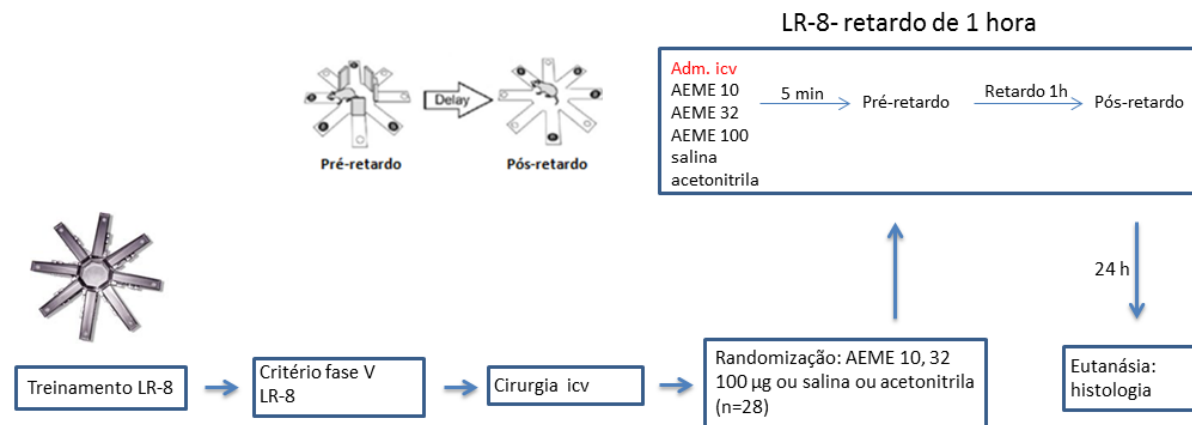 LR-8- retardo de 1 hora
Adm. icv
AEME 10
AEME 32
AEME 100
salina
acetonitrila
5 min
Pré-retardo
Retardo 1h
Pós-retardo
Delay
Pré-retardo
Pós-retardo
24 h
Treinamento LR-8
Critério fase V
LR-8
Cirurgia icv
Randomização: AEME 10, 32
100 µg ou salina ou acetonitrila
(n=28)
Eutanásia:
histologia